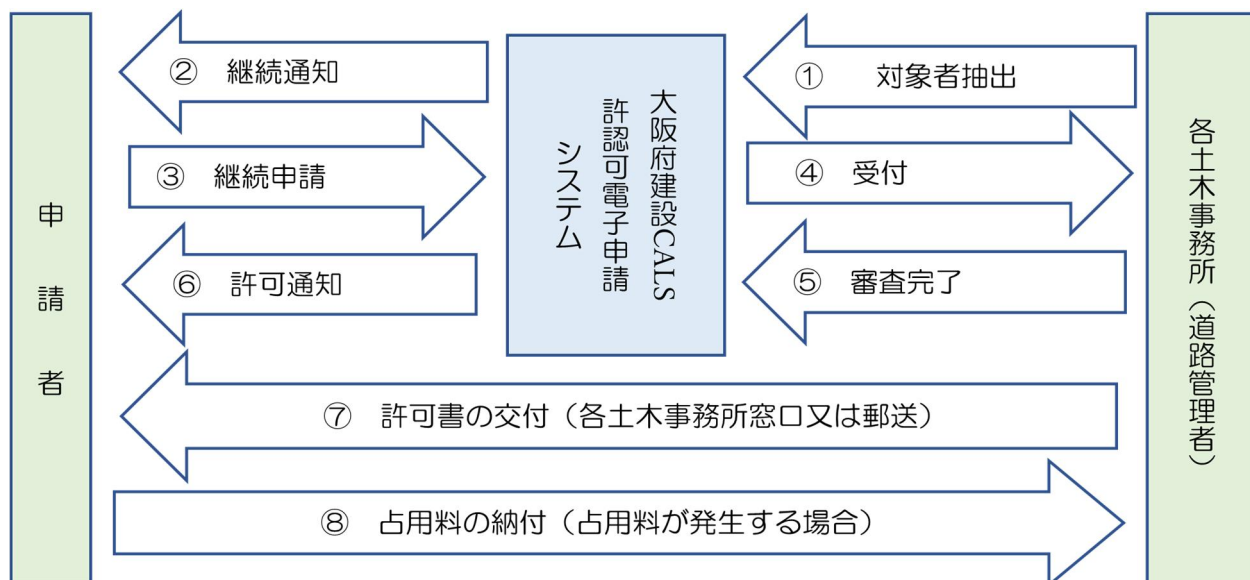 申請者
② 継続通知
③ 継続申請
⑥ 許可通知
大阪府建設CALS
許認可電子申請
システム
① 対象者抽出
④ 受付
⑤ 審査完了
⑦ 許可書の交付（各土木事務所窓口又は郵送）
⑧ 占用料の納付（占用料が発生する場合）
各土木事務所（道路管理者）